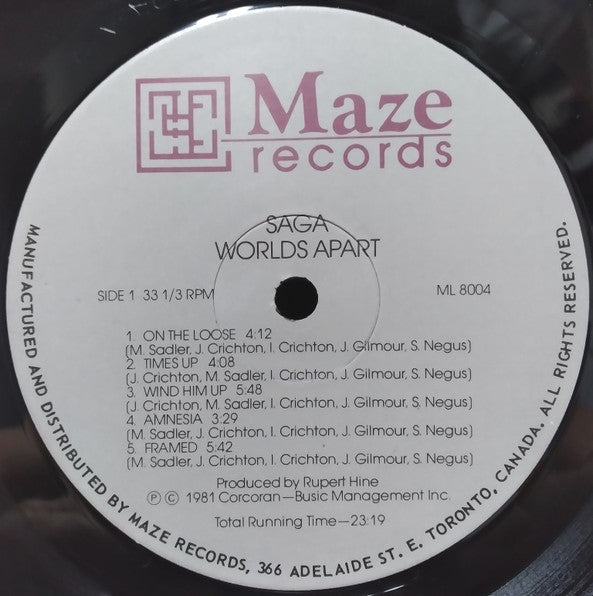 Maze
records
SAGA
WORLDS APART
SIDE 1 33 1/3 RPM
ML 8004
1. ON THE LOOSE 4:12
(M. Sadler, J. Crichton, I. Crichton, J. Gilmour, S. Negus)
2. TIMES UP 4:08
(J. Crichton, M. Sadler, I. Crichton, J. Gilmour, S. Negus)
3. WIND HIM UP 5:48
(J. Crichton, M. Sadler, I. Crichton, J. Gilmour, S. Negus)
4. AMNESIA 3:29
(M. Sadler, J. Crichton, I. Crichton, J. Gilmour, S. Negus)
5. FRAMED 5:42
(M. Sadler, J. Crichton, I. Crichton, J. Gilmour, S. Negus)
Produced by Rupert Hine
℗ © 1981 Corcoran—Busic Management Inc.
Total Running Time—23:19
MANUFACTURED AND DISTRIBUTED BY MAZE RECORDS, 366 ADELAIDE ST. E. TORONTO, CANADA. ALL RIGHTS RESERVED.